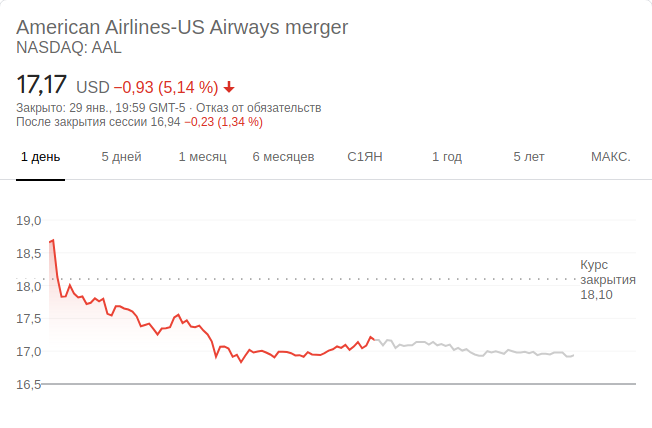 American Airlines-US Airways merger
NASDAQ: AAL
17,17 USD −0,93 (5,14 %)
Закрыто: 29 янв., 19:59 GMT-5 · Отказ от обязательств
После закрытия сессии 16,94 −0,23 (1,34 %)
1 день 5 дней 1 месяц 6 месяцев С1ЯН 1 год 5 лет МАКС.
19,0
18,5
Курс
закрытия
18,10
18,0
17,5
17,0
16,5